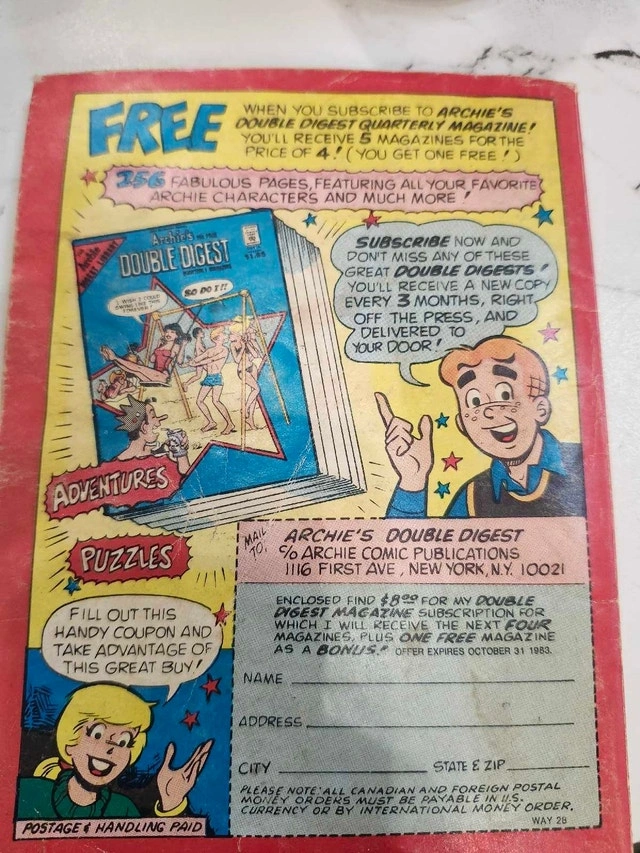 FREE
WHEN YOU SUBSCRIBE TO ARCHIE'S
DOUBLE DIGEST QUARTERLY MAGAZINE!
YOU'LL RECEIVE 5 MAGAZINES FOR THE
PRICE OF 4! (YOU GET ONE FREE!)
256 FABULOUS PAGES, FEATURING ALL YOUR FAVORITE
ARCHIE CHARACTERS AND MUCH MORE!
Archie's
DOUBLE DIGEST
SO DO I!!
I WISH I COULD
SWING LIKE THIS
FOREVER!
SUBSCRIBE NOW AND
DON'T MISS ANY OF THESE
GREAT DOUBLE DIGESTS!
YOU'LL RECEIVE A NEW COPY
EVERY 3 MONTHS, RIGHT
OFF THE PRESS, AND
DELIVERED TO
YOUR DOOR!
ADVENTURES
PUZZLES
MAIL
TO:
ARCHIE'S DOUBLE DIGEST
c/o ARCHIE COMIC PUBLICATIONS
1116 FIRST AVE, NEW YORK, N.Y. 10021
ENCLOSED FIND $8.00 FOR MY DOUBLE
DIGEST MAGAZINE SUBSCRIPTION FOR
WHICH I WILL RECEIVE THE NEXT FOUR
MAGAZINES, PLUS ONE FREE MAGAZINE
AS A BONUS. OFFER EXPIRES OCTOBER 31 1983.
NAME
ADDRESS
CITY STATE & ZIP
PLEASE NOTE: ALL CANADIAN AND FOREIGN POSTAL
MONEY ORDERS MUST BE PAYABLE IN U.S.
CURRENCY OR BY INTERNATIONAL MONEY ORDER.
WAY 28
FILL OUT THIS
HANDY COUPON AND
TAKE ADVANTAGE OF
THIS GREAT BUY!
POSTAGE & HANDLING PAID